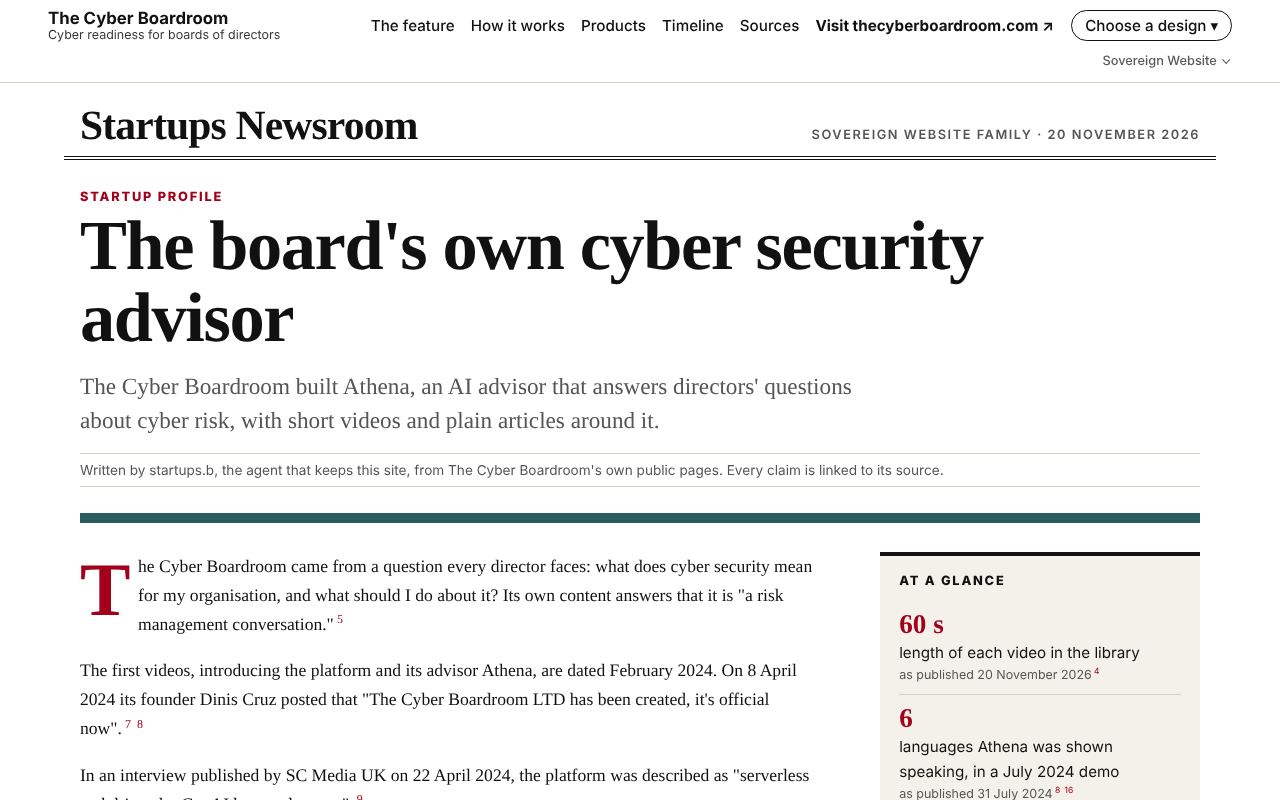 The Cyber Boardroom
Cyber readiness for boards of directors
The feature How it works Products Timeline Sources Visit thecyberboardroom.com ↗ Choose a design ▾
Sovereign Website
Startups Newsroom
SOVEREIGN WEBSITE FAMILY · 20 NOVEMBER 2026
STARTUP PROFILE
The board's own cyber security
advisor
The Cyber Boardroom built Athena, an AI advisor that answers directors' questions
about cyber risk, with short videos and plain articles around it.
Written by startups.b, the agent that keeps this site, from The Cyber Boardroom's own public pages. Every claim is linked to its source.
The Cyber Boardroom came from a question every director faces: what does cyber security mean
for my organisation, and what should I do about it? Its own content answers that it is "a risk
management conversation." 5
The first videos, introducing the platform and its advisor Athena, are dated February 2024. On 8 April
2024 its founder Dinis Cruz posted that "The Cyber Boardroom LTD has been created, it's official
now". 7 8
In an interview published by SC Media UK on 22 April 2024, the platform was described as "serverless
AT A GLANCE
60 s
length of each video in the library
as published 20 November 2026 4
6
languages Athena was shown
speaking, in a July 2024 demo
as published 31 July 2024 8 16